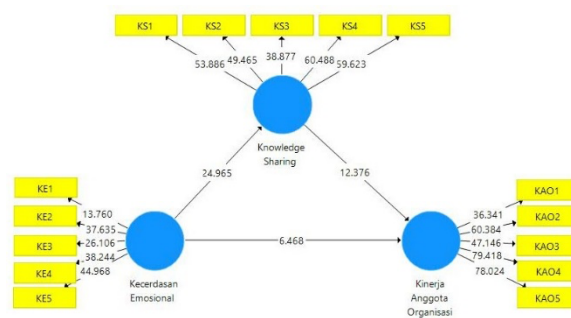 KS1
KS2
KS3
KS4
KS5
53.886
49.465
38.877
60.488
59.623
Knowledge
Sharing
24.965
12.376
KE1
KE2
KE3
KE4
KE5
13.760
37.635
26.106
38.244
44.968
Kecerdasan
Emosional
6.468
Kinerja
Anggota
Organisasi
36.341
60.384
47.146
79.418
78.024
KAO1
KAO2
KAO3
KAO4
KAO5